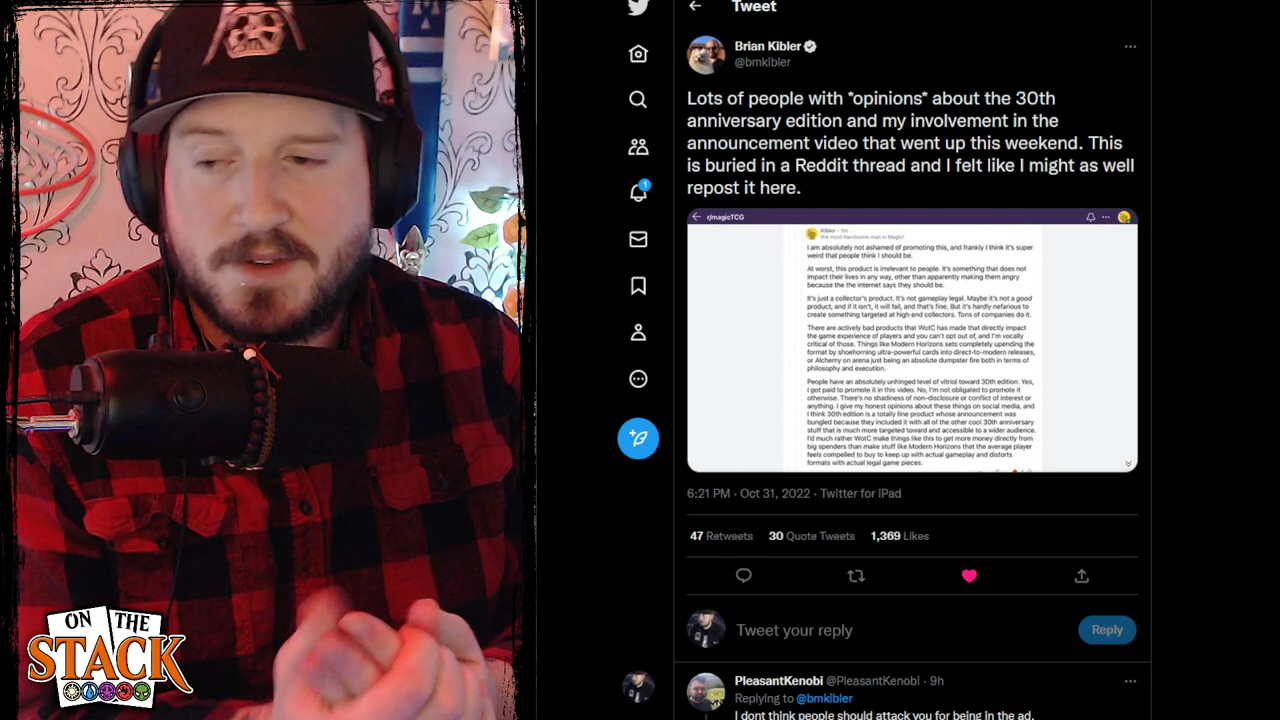 ON THE
STACK
Tweet
Brian Kibler
@bmkibler
Lots of people with *opinions* about the 30th
anniversary edition and my involvement in the
announcement video that went up this weekend. This
is buried in a Reddit thread and I felt like I might as well
repost it here.
r/magicTCG
Kibler · 1m
the most handsome man in Magic!
I am absolutely not ashamed of promoting this, and frankly I think it's super
weird that people think I should be.
At worst, this product is irrelevant to people. It's something that does not
impact their lives in any way, other than apparently making them angry
because the the internet says they should be.
It's just a collector's product. It's not gameplay legal. Maybe it's not a good
product, and if it isn't, it will fail, and that's fine. But it's hardly nefarious to
create something targeted at high end collectors. Tons of companies do it.
There are actively bad products that WotC has made that directly impact
the game experience of players and you can't opt out of, and I'm vocally
critical of those. Things like Modern Horizons sets completely upending the
format by shoehorning ultra-powerful cards into direct-to-modern releases,
or Alchemy on arena just being an absolute dumpster fire both in terms of
philosophy and execution.
People have an absolutely unhinged level of vitriol toward 30th edition. Yes,
I got paid to promote it in this video. No, I'm not obligated to promote it
otherwise. There's no shadiness of non-disclosure or conflict of interest or
anything. I give my honest opinions about these things on social media, and
I think 30th edition is a totally fine product whose announcement was
bungled because they included it with all of the other cool 30th anniversary
stuff that is much more targeted toward and accessible to a wider audience.
I'd much rather WotC make things like this to get more money directly from
big spenders than make stuff like Modern Horizons that the average player
feels compelled to buy to keep up with actual gameplay and distorts
formats with actual legal game pieces.
6:21 PM · Oct 31, 2022 · Twitter for iPad
47 Retweets 30 Quote Tweets 1,369 Likes
Tweet your reply
Reply
PleasantKenobi @PleasantKenobi · 9h
Replying to @bmkibler
I dont think people should attack you for being in the ad.
1